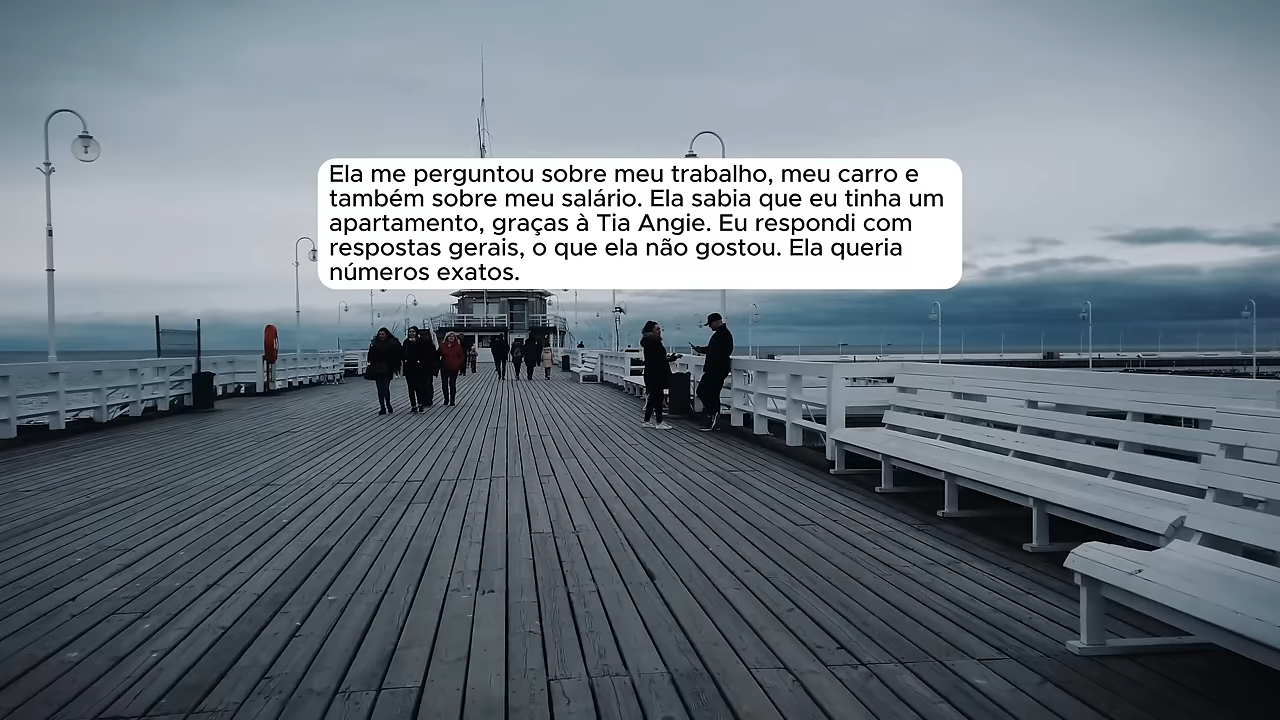 Ela me perguntou sobre meu trabalho, meu carro e
também sobre meu salário. Ela sabia que eu tinha um
apartamento, graças à Tia Angie. Eu respondi com
respostas gerais, o que ela não gostou. Ela queria
números exatos.